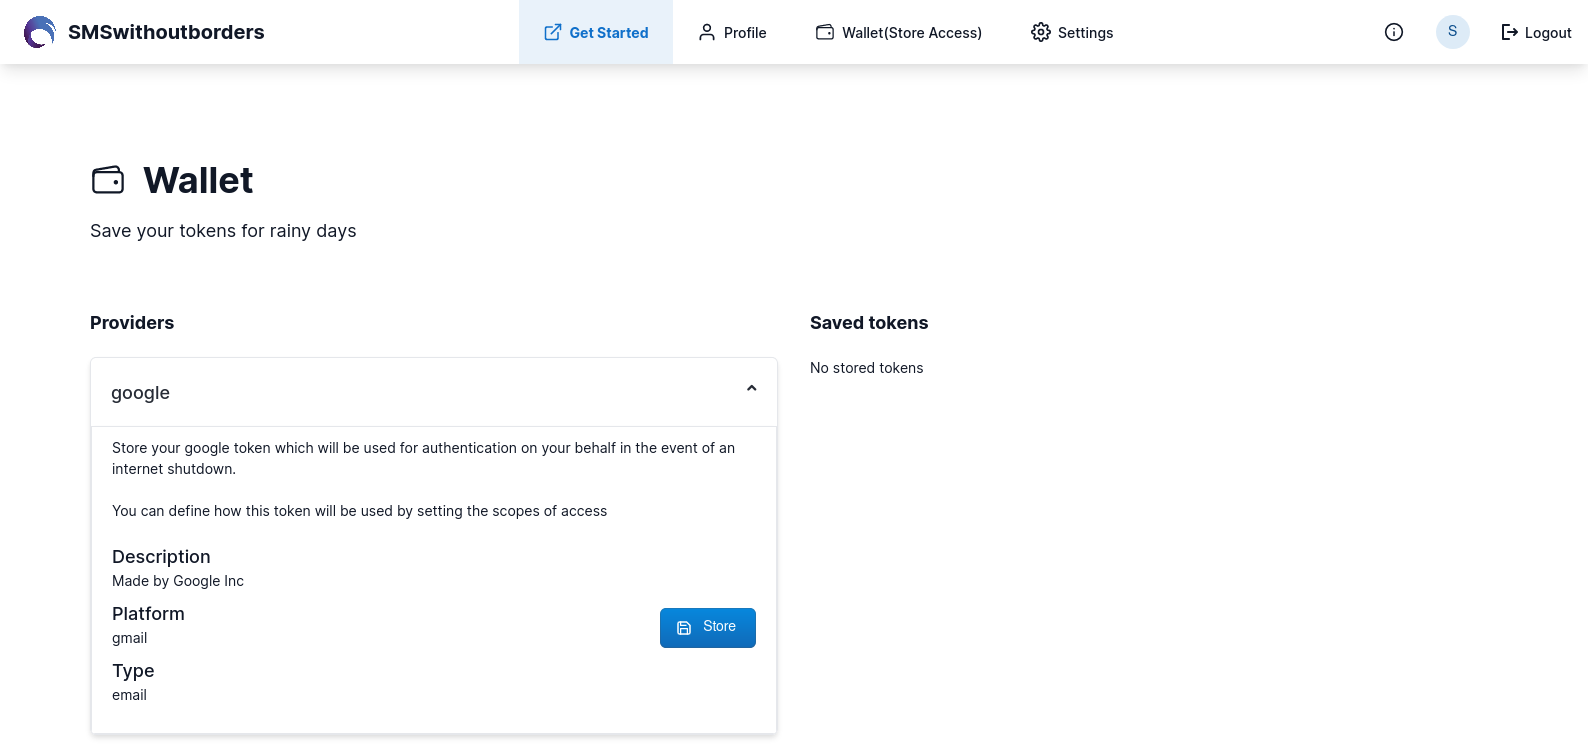 SMSwithoutborders
Get Started
Profile
Wallet(Store Access)
Settings
S
Logout
Wallet
Save your tokens for rainy days
Providers
google
Store your google token which will be used for authentication on your behalf in the event of an
internet shutdown.
You can define how this token will be used by setting the scopes of access
Description
Made by Google Inc
Platform
gmail
Store
Type
email
Saved tokens
No stored tokens